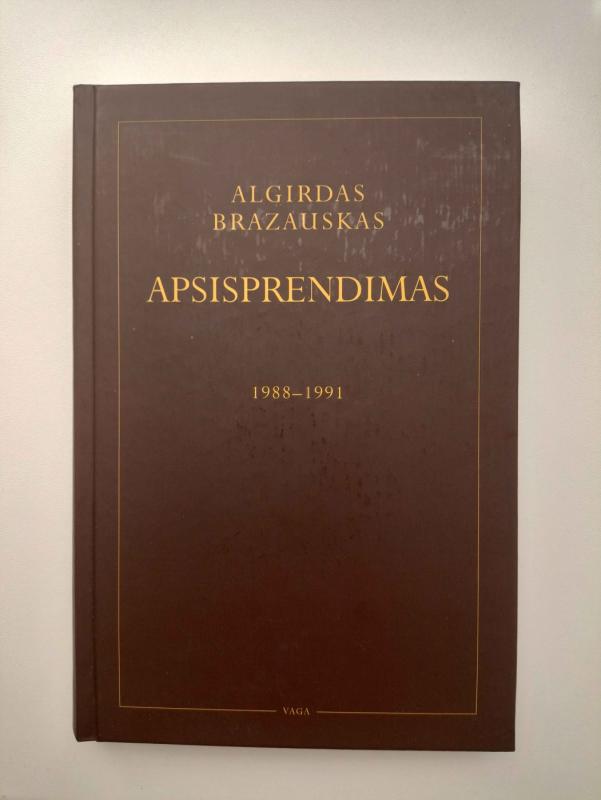 ALGIRDAS
BRAZAUSKAS
APSISPRENDIMAS
1988–1991
VAGA